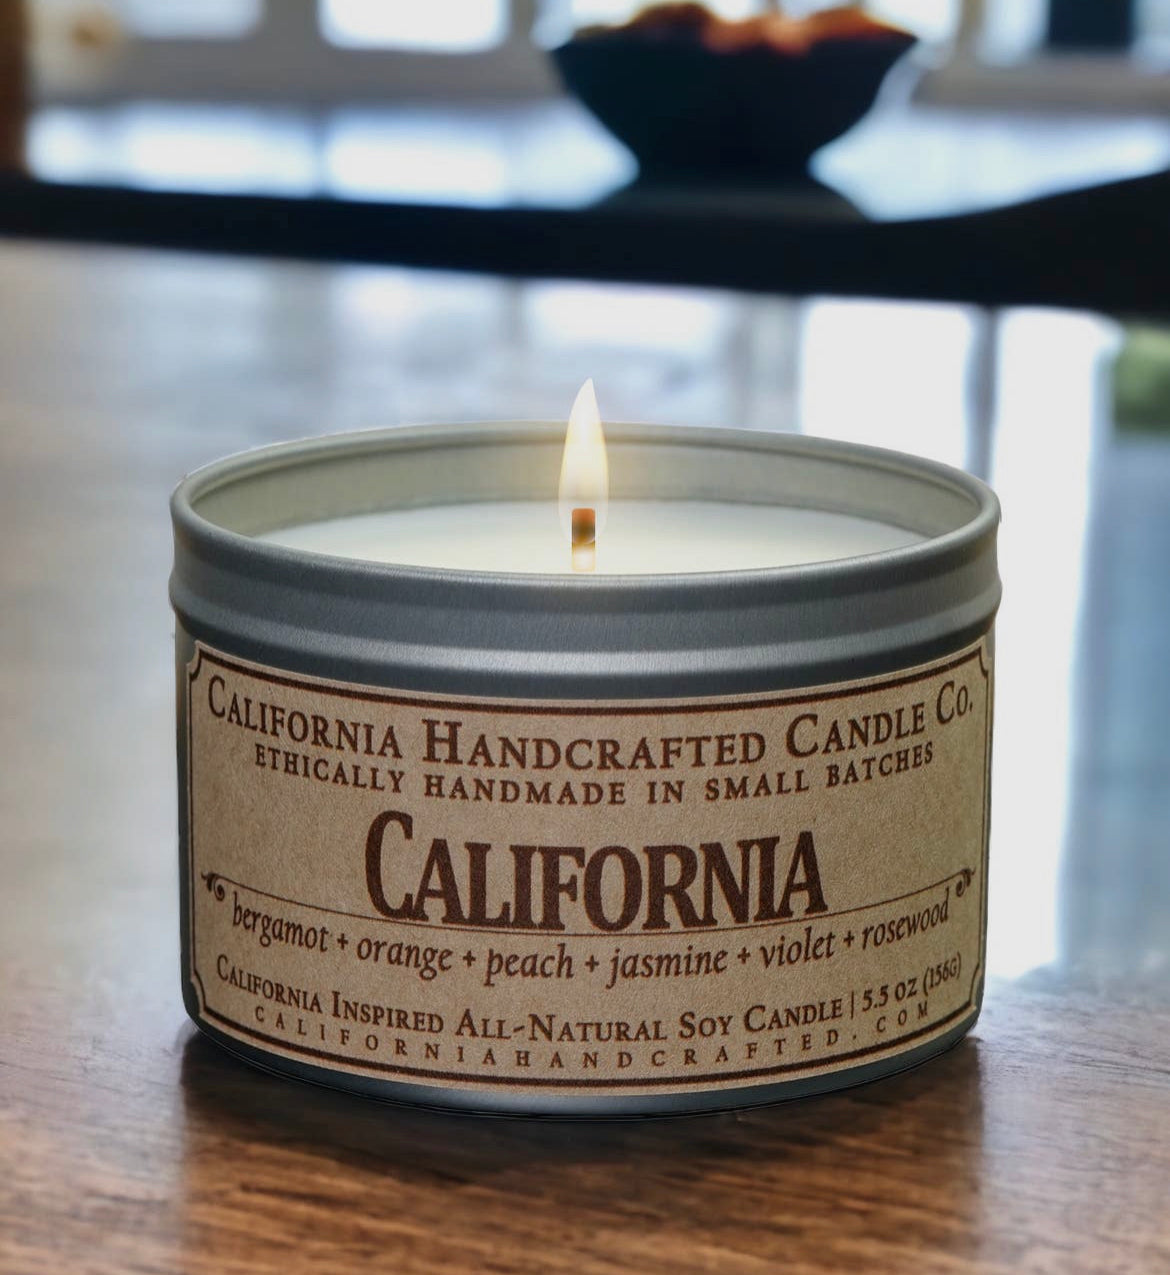 California Handcrafted Candle Co.
ETHICALLY HANDMADE IN SMALL BATCHES
CALIFORNIA
bergamot + orange + peach + jasmine + violet + rosewood
California Inspired All-Natural Soy Candle | 5.5 oz (156g)
CALIFORNIAHANDCRAFTED.COM